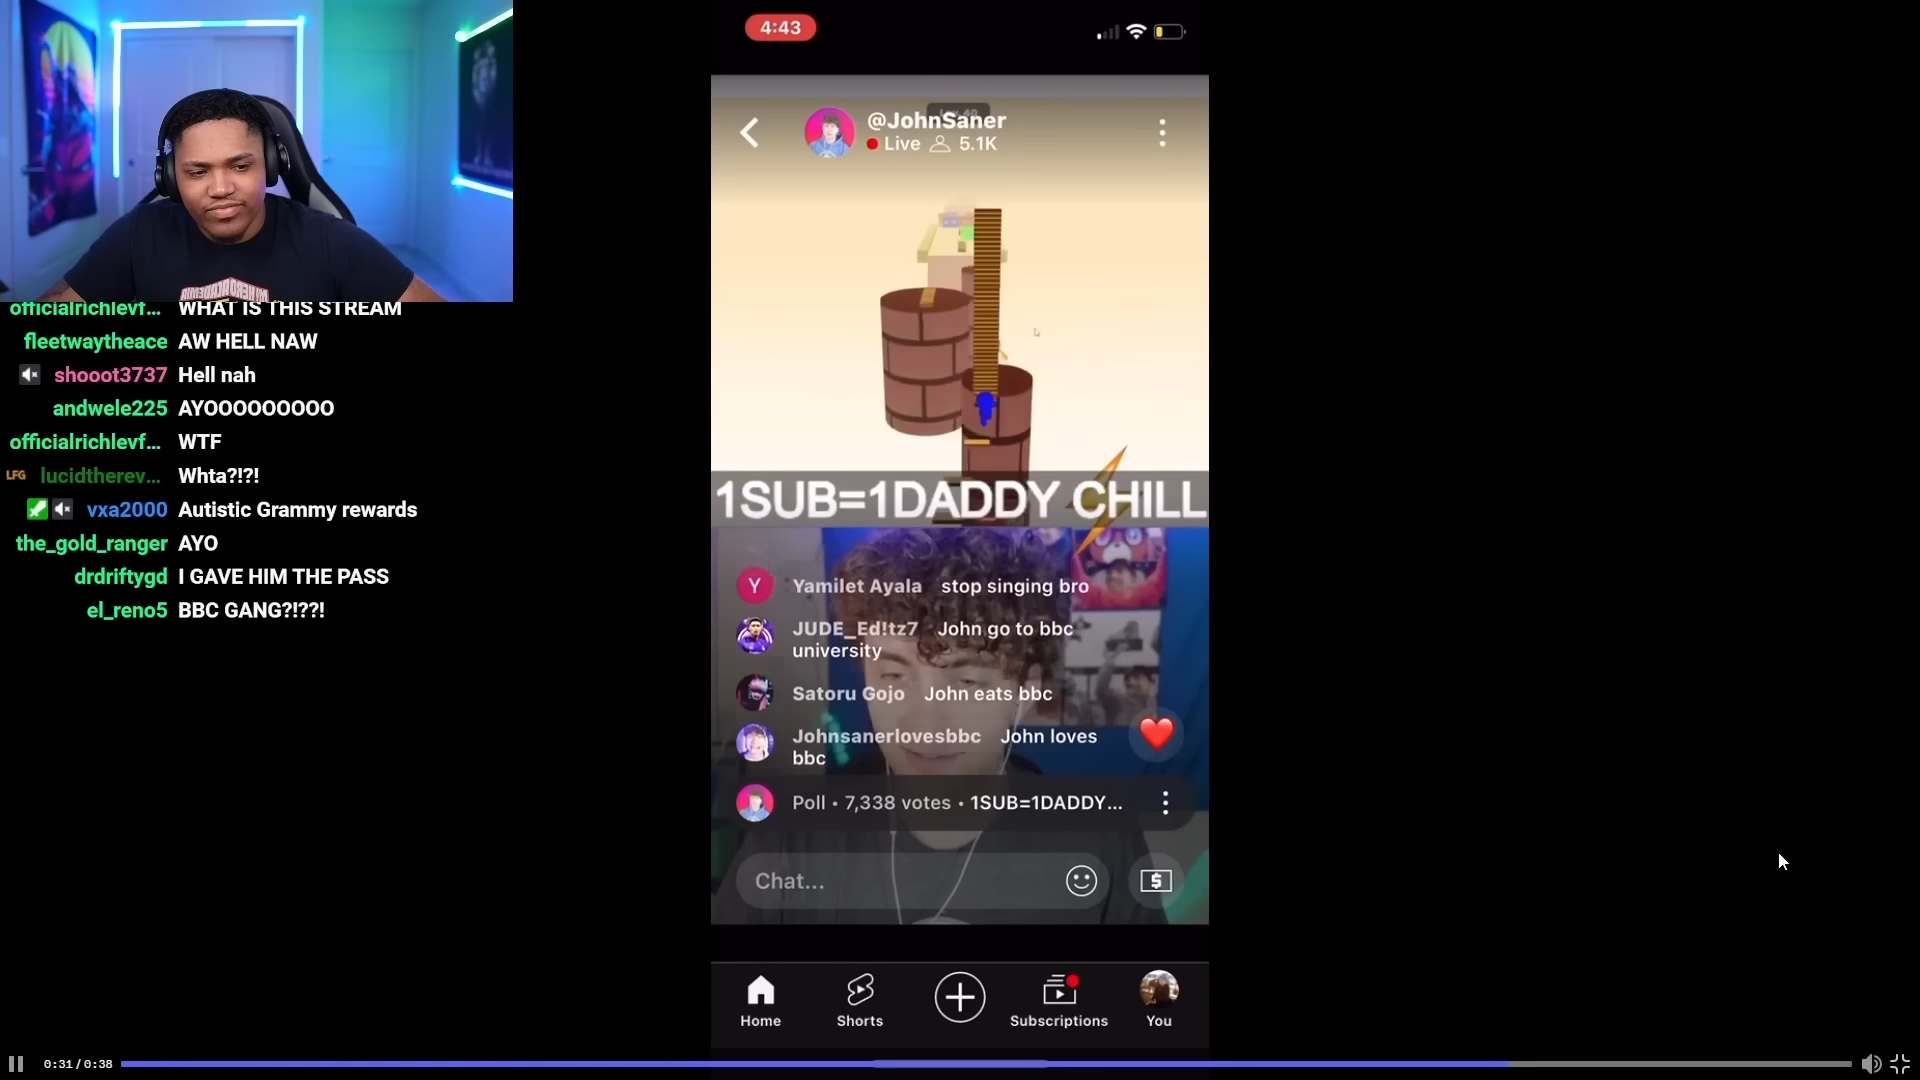 4:43
@JohnSaner
Live 5.1K
officialrichlevf... WHAT IS THIS STREAM
fleetwaytheace AW HELL NAW
shooot3737 Hell nah
andwele225 AYOOOOOOOOO
officialrichlevf... WTF
LFG lucidtherev... Whta?!?!
vxa2000 Autistic Grammy rewards
the_gold_ranger AYO
drdriftygd I GAVE HIM THE PASS
el_reno5 BBC GANG?!??!
1SUB=1DADDY CHILL
Y Yamilet Ayala stop singing bro
JUDE_Ed!tz7 John go to bbc
university
Satoru Gojo John eats bbc
Johnsanerlovesbbc John loves
bbc
Poll • 7,338 votes • 1SUB=1DADDY...
Chat...
$
Home Shorts Subscriptions You
0:31/0:38